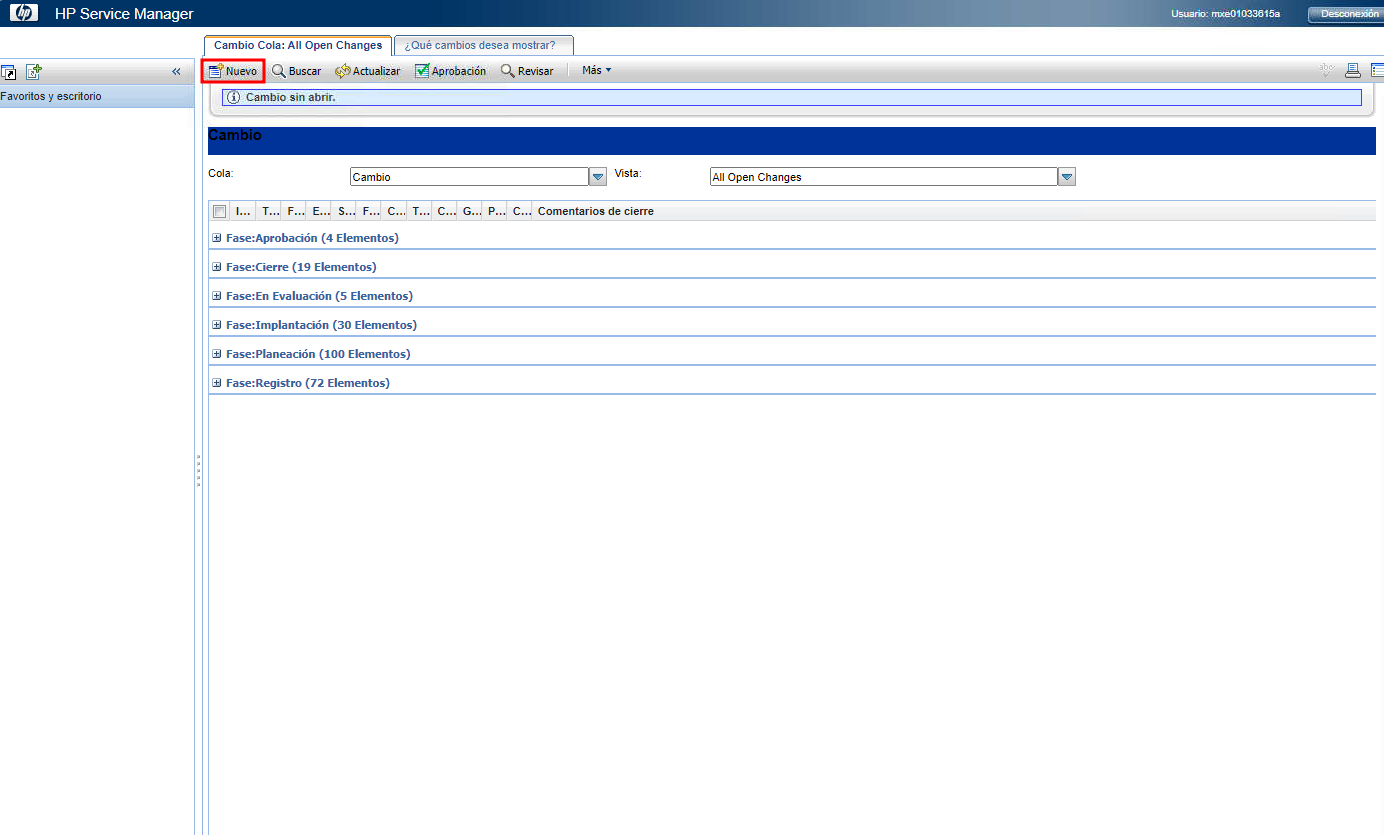 hp HP Service Manager Usuario: mxe01033615a Desconexión
Cambio Cola: All Open Changes ¿Qué cambios desea mostrar?
Nuevo Buscar Actualizar Aprobación Revisar Más abc
Favoritos y escritorio
Cambio sin abrir.
Cambio
Cola: Cambio Vista: All Open Changes
I... T... F... E... S... F... C... T... C... G... P... C... Comentarios de cierre
Fase:Aprobación (4 Elementos)
Fase:Cierre (19 Elementos)
Fase:En Evaluación (5 Elementos)
Fase:Implantación (30 Elementos)
Fase:Planeación (100 Elementos)
Fase:Registro (72 Elementos)